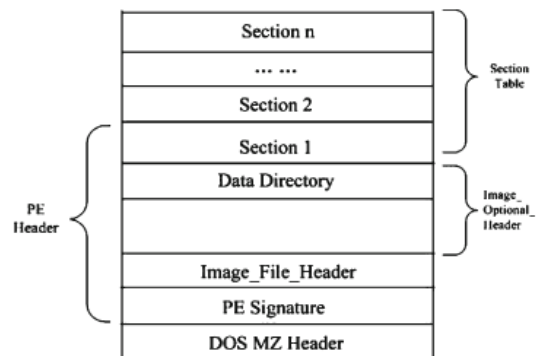 Section n
... ...
Section 2
Section 1
Data Directory
Image_File_Header
PE Signature
DOS MZ Header
PE
Header
Section
Table
Image_
Optional_
Header